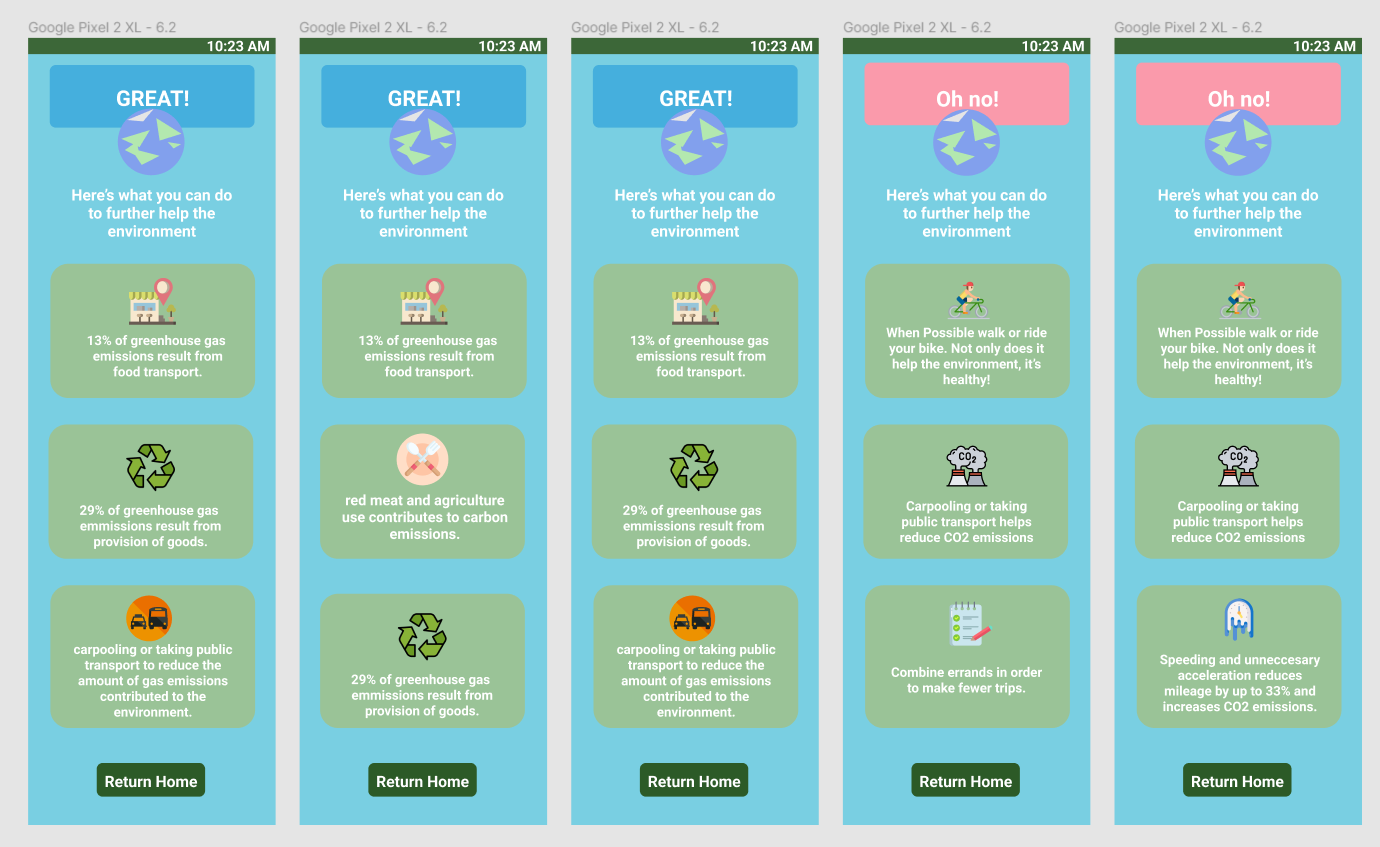 Google Pixel 2 XL - 6.2
10:23 AM
GREAT!
Here's what you can do
to further help the
environment
13% of greenhouse gas
emissions result from
food transport.
29% of greenhouse gas
emmissions result from
provision of goods.
carpooling or taking public
transport to reduce the
amount of gas emissions
contributed to the
environment.
Return Home
Google Pixel 2 XL - 6.2
10:23 AM
GREAT!
Here's what you can do
to further help the
environment
13% of greenhouse gas
emissions result from
food transport.
red meat and agriculture
use contributes to carbon
emissions.
29% of greenhouse gas
emmissions result from
provision of goods.
Return Home
Google Pixel 2 XL - 6.2
10:23 AM
GREAT!
Here's what you can do
to further help the
environment
13% of greenhouse gas
emissions result from
food transport.
29% of greenhouse gas
emmissions result from
provision of goods.
carpooling or taking public
transport to reduce the
amount of gas emissions
contributed to the
environment.
Return Home
Google Pixel 2 XL - 6.2
10:23 AM
Oh no!
Here's what you can do
to further help the
environment
When Possible walk or ride
your bike. Not only does it
help the environment, it's
healthy!
CO2
Carpooling or taking
public transport helps
reduce CO2 emissions
Combine errands in order
to make fewer trips.
Return Home
Google Pixel 2 XL - 6.2
10:23 AM
Oh no!
Here's what you can do
to further help the
environment
When Possible walk or ride
your bike. Not only does it
help the environment, it's
healthy!
CO2
Carpooling or taking
public transport helps
reduce CO2 emissions
Speeding and unneccesary
acceleration reduces
mileage by up to 33% and
increases CO2 emissions.
Return Home